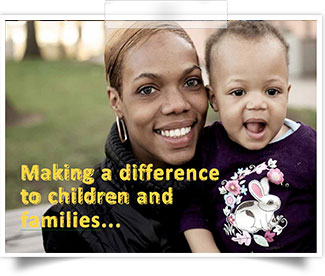 Making a difference
to children and
families...